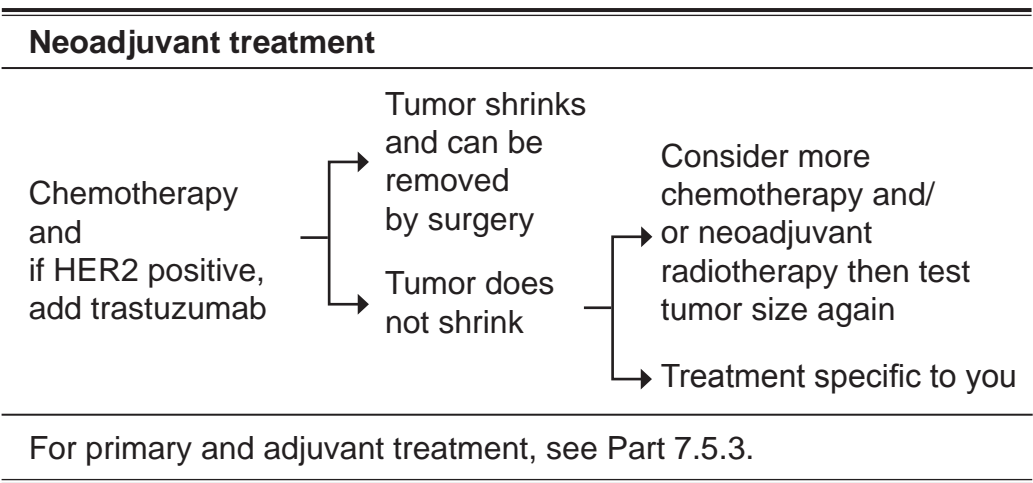 Neoadjuvant treatment
Chemotherapy
and
if HER2 positive,
add trastuzumab
Tumor shrinks
and can be
removed
by surgery
Tumor does
not shrink
Consider more
chemotherapy and/
or neoadjuvant
radiotherapy then test
tumor size again
Treatment specific to you
For primary and adjuvant treatment, see Part 7.5.3.